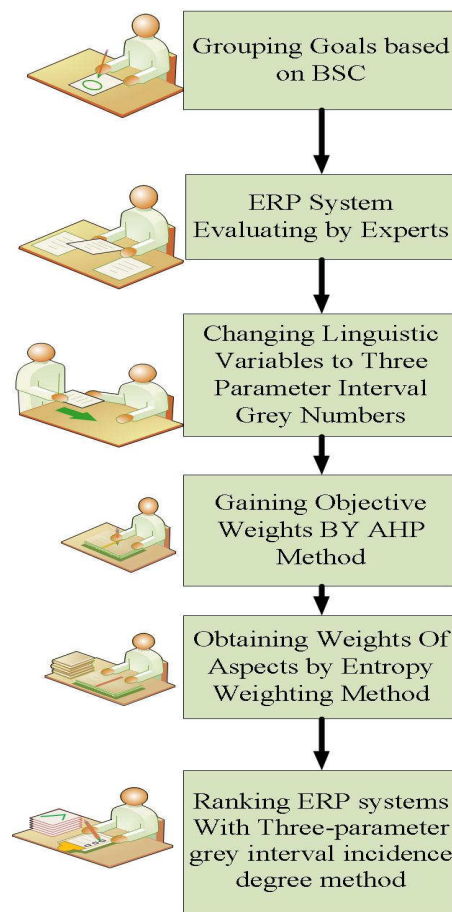 Grouping Goals based
on BSC
ERP System
Evaluating by Experts
Changing Linguistic
Variables to Three
Parameter Interval
Grey Numbers
Gaining Objective
Weights BY AHP
Method
Obtaining Weights Of
Aspects by Entropy
Weighting Method
Ranking ERP systems
With Three-parameter
grey interval incidence
degree method